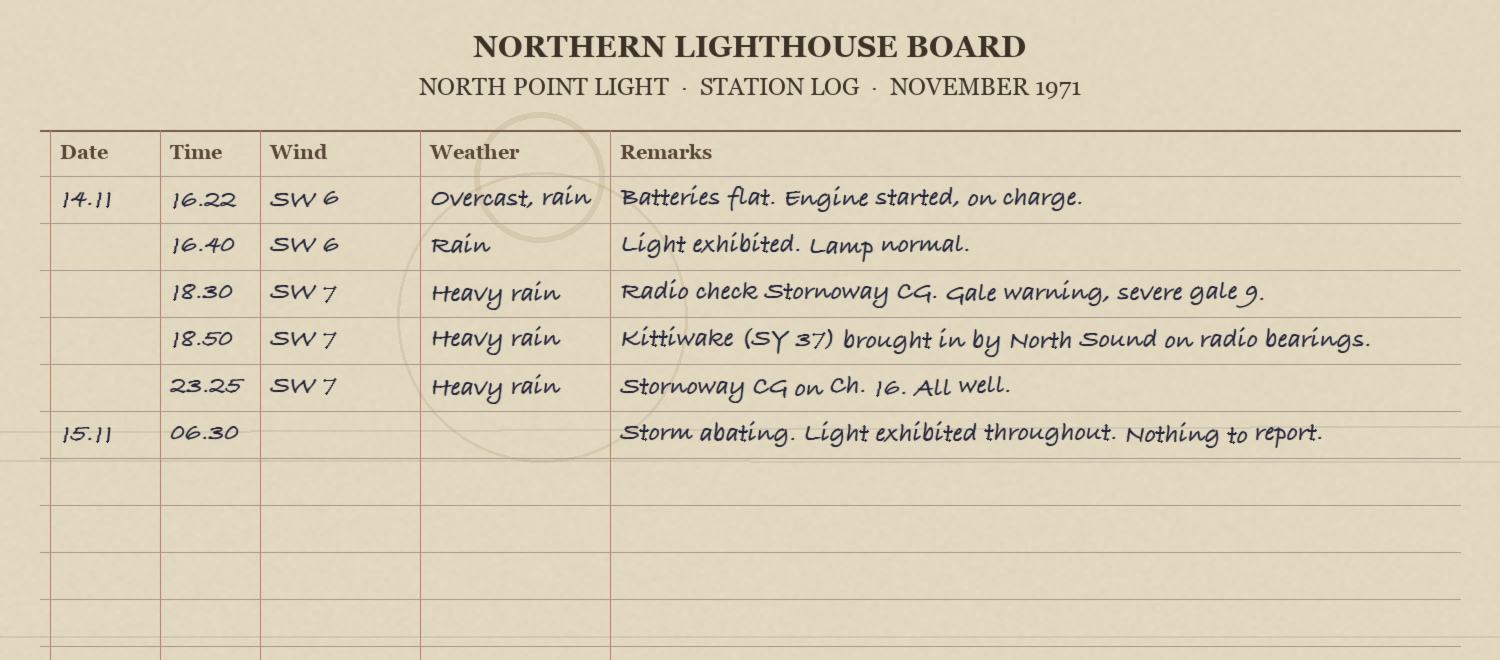 NORTHERN LIGHTHOUSE BOARD
NORTH POINT LIGHT · STATION LOG · NOVEMBER 1971
Date Time Wind Weather Remarks
14.11 16.22 SW 6 Overcast, rain Batteries flat. Engine started, on charge.
16.40 SW 6 Rain Light exhibited. Lamp normal.
18.30 SW 7 Heavy rain Radio check Stornoway CG. Gale warning, severe gale 9.
18.50 SW 7 Heavy rain Kittiwake (SY 37) brought in by North Sound on radio bearings.
23.25 SW 7 Heavy rain Stornoway CG on Ch. 16. All well.
15.11 06.30 Storm abating. Light exhibited throughout. Nothing to report.